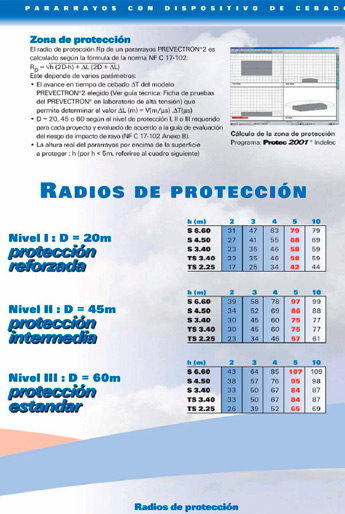 PARARRAYOS CON DISPOSITIVO DE CEBADO
Zona de protección
El radio de protección Rp de un pararrayos PREVECTRON®2 es
calculado según la fórmula de la norma NF C 17-102:
Rp = √h (2D-h) + ΔL (2D + ΔL)
Este depende de varios parámetros:
• El avance en tiempo de cebado ΔT del modelo
PREVECTRON®2 elegido (Ver guía técnica: Ficha de pruebas
del PREVECTRON® en laboratorio de alta tensión) que
permite determinar el valor ΔL (m) = V(m/μs) .ΔT(μs)
• D = 20, 45 o 60 según el nivel de protección I, II o III requerido
para cada proyecto y evaluado de acuerdo a la guía de evaluación
del riesgo de impacto de rayo (NF C 17-102 Anexo B).
• La altura real del pararrayos por encima de la superficie
a proteger : h (por h < 5m, referirse al cuadro siguiente)
Cálculo de la zona de protección
Programa: Protec 2001® Indelec
RADIOS DE PROTECCIÓN
Nivel I : D = 20m
protección
reforzada
h (m) 2 3 4 5 10
S 6.60 31 47 63 79 79
S 4.50 27 41 55 68 69
S 3.40 23 35 46 58 59
TS 3.40 23 35 46 58 59
TS 2.25 17 25 34 42 44
Nivel II : D = 45m
protección
intermedia
h (m) 2 3 4 5 10
S 6.60 39 58 78 97 99
S 4.50 34 52 69 86 88
S 3.40 30 45 60 75 77
TS 3.40 30 45 60 75 77
TS 2.25 23 34 46 57 61
Nivel III : D = 60m
protección
estandar
h (m) 2 3 4 5 10
S 6.60 43 64 85 107 109
S 4.50 38 57 76 95 98
S 3.40 33 50 67 84 87
TS 3.40 33 50 67 84 87
TS 2.25 26 39 52 65 69
Radios de protección